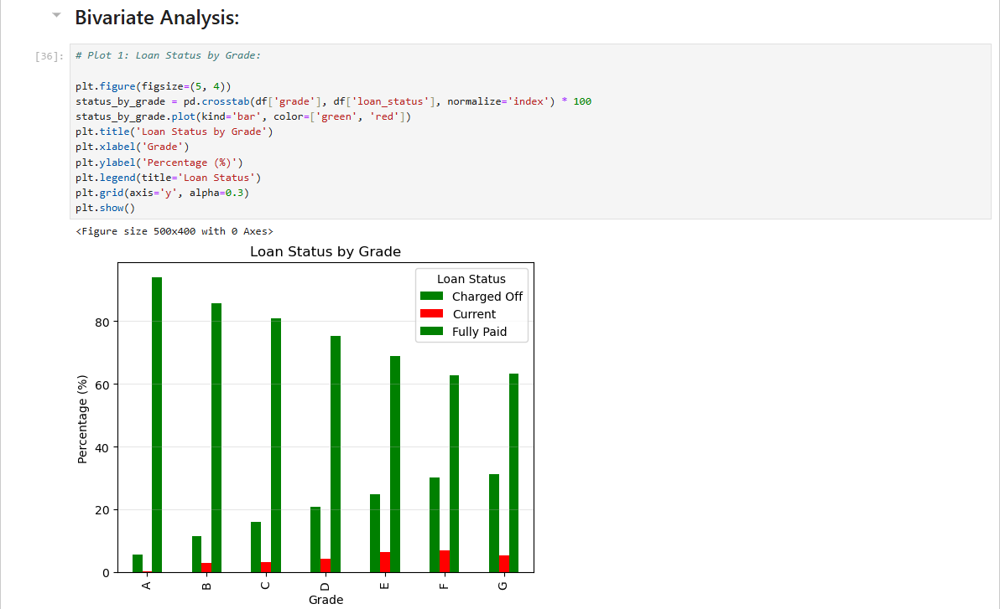 Bivariate Analysis:
[36]: # Plot 1: Loan Status by Grade:
plt.figure(figsize=(5, 4))
status_by_grade = pd.crosstab(df['grade'], df['loan_status'], normalize='index') * 100
status_by_grade.plot(kind='bar', color=['green', 'red'])
plt.title('Loan Status by Grade')
plt.xlabel('Grade')
plt.ylabel('Percentage (%)')
plt.legend(title='Loan Status')
plt.grid(axis='y', alpha=0.3)
plt.show()
<Figure size 500x400 with 0 Axes>
Loan Status by Grade
Loan Status
Charged Off
Current
Fully Paid
Percentage (%)
80
60
40
20
0
A B C D E F G
Grade